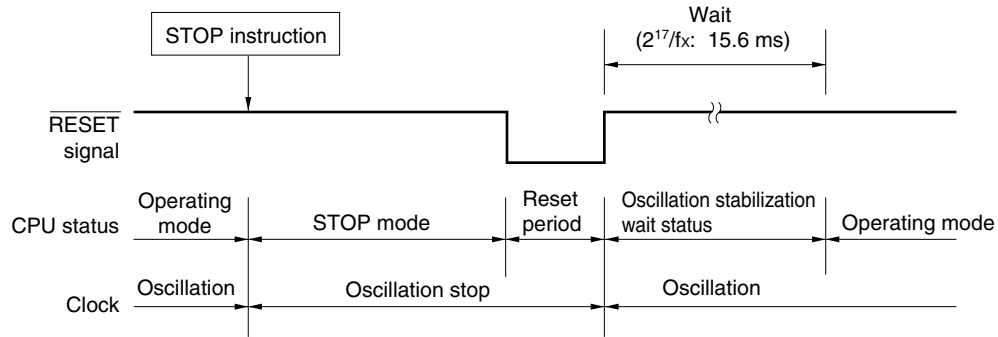 Wait
(2¹⁷/fx: 15.6 ms)
STOP instruction
RESET
signal
CPU status
Operating
mode
STOP mode
Reset
period
Oscillation stabilization
wait status
Operating mode
Clock
Oscillation
Oscillation stop
Oscillation